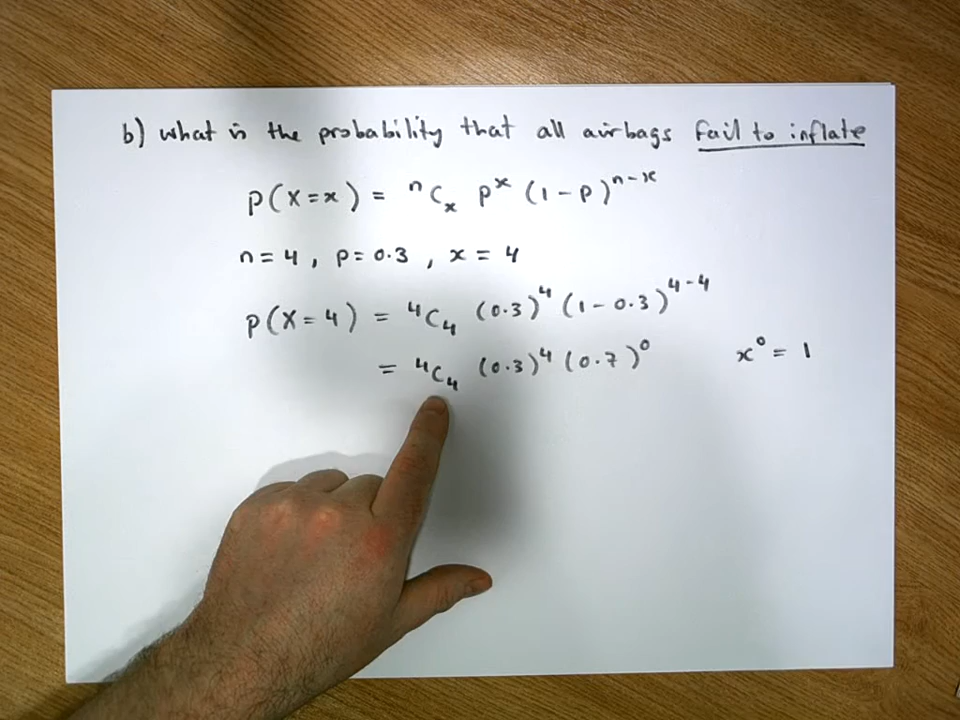 b) what is the probability that all airbags fail to inflate
P(X=x) = ⁿCₓ pˣ (1-p)ⁿ⁻ˣ
n=4, p=0.3, x=4
P(X=4) = ⁴C₄ (0.3)⁴ (1-0.3)⁴⁻⁴
= ⁴C₄ (0.3)⁴ (0.7)⁰ x⁰ = 1